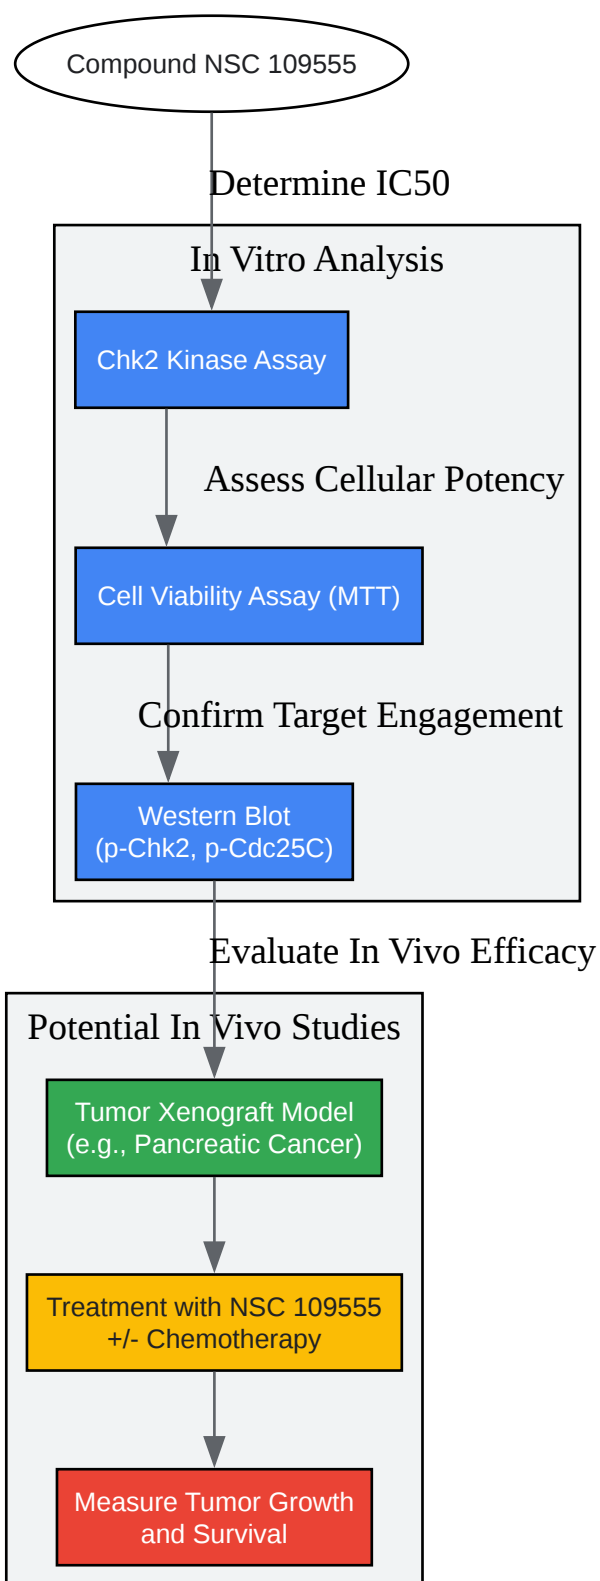 Compound NSC 109555
Determine IC50
In Vitro Analysis
Chk2 Kinase Assay
Assess Cellular Potency
Cell Viability Assay (MTT)
Confirm Target Engagement
Western Blot
(p-Chk2, p-Cdc25C)
Evaluate In Vivo Efficacy
Potential In Vivo Studies
Tumor Xenograft Model
(e.g., Pancreatic Cancer)
Treatment with NSC 109555
+/- Chemotherapy
Measure Tumor Growth
and Survival